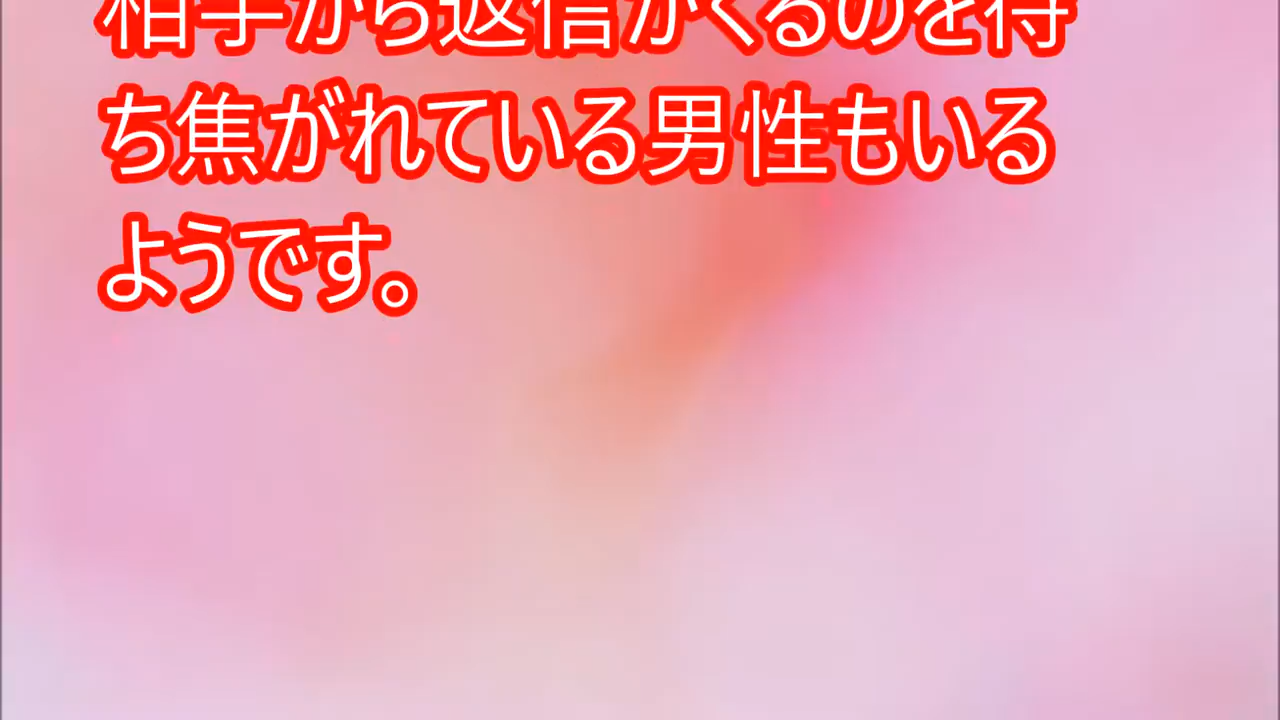 相手から返信がくるのを待
ち焦がれている男性もいる
ようです。